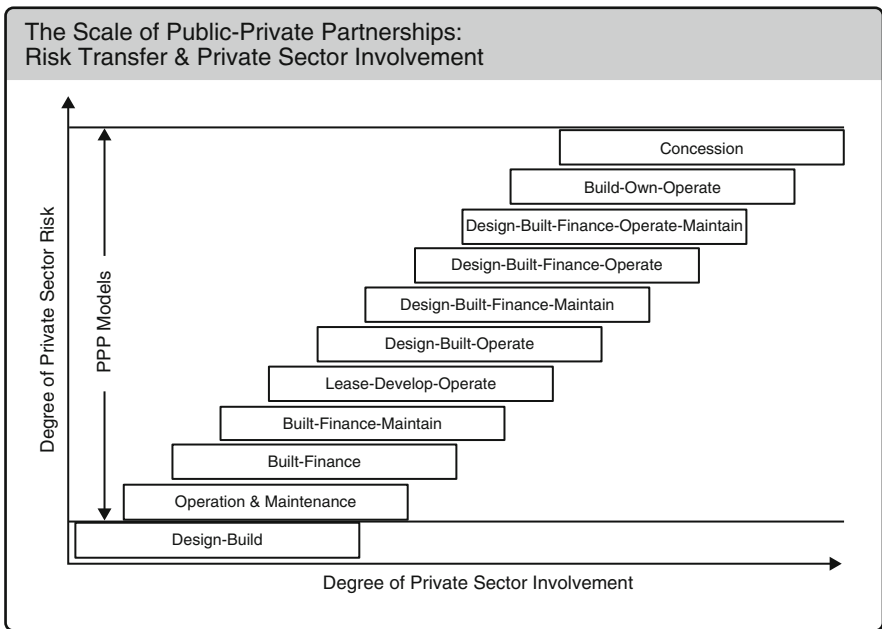 The Scale of Public-Private Partnerships:
Risk Transfer & Private Sector Involvement
Degree of Private Sector Risk
PPP Models
Concession
Build-Own-Operate
Design-Built-Finance-Operate-Maintain
Design-Built-Finance-Operate
Design-Built-Finance-Maintain
Design-Built-Operate
Lease-Develop-Operate
Built-Finance-Maintain
Built-Finance
Operation & Maintenance
Design-Build
Degree of Private Sector Involvement